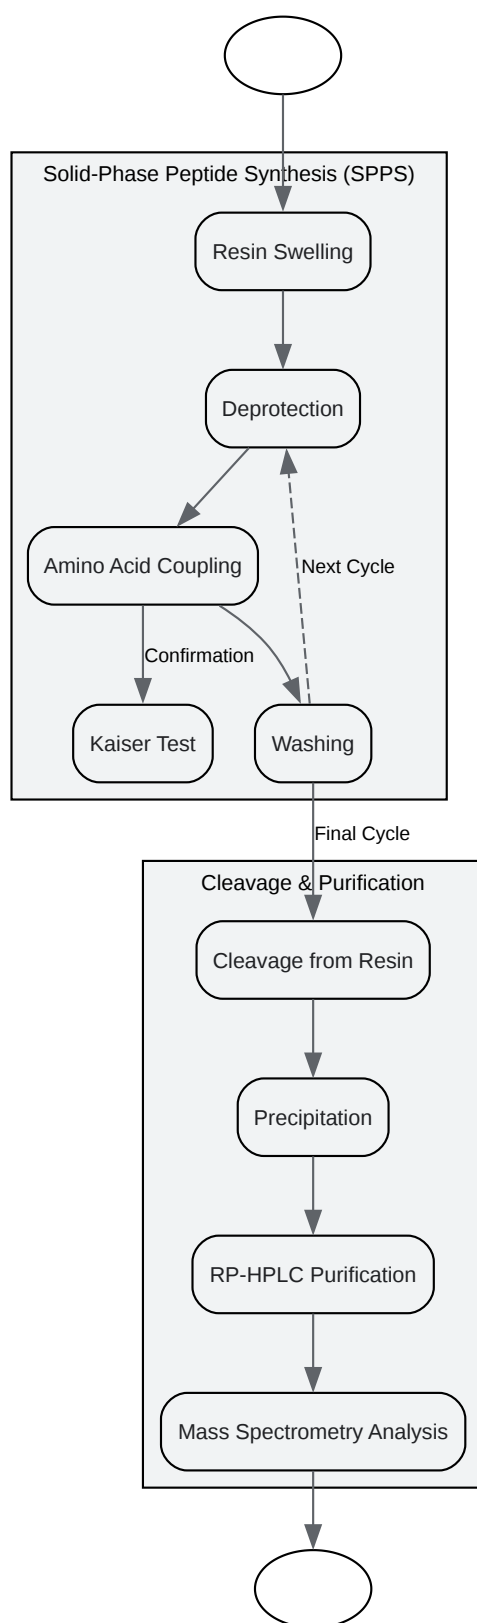 Solid-Phase Peptide Synthesis (SPPS)
Resin Swelling
Deprotection
Amino Acid Coupling
Next Cycle
Confirmation
Kaiser Test
Washing
Final Cycle
Cleavage & Purification
Cleavage from Resin
Precipitation
RP-HPLC Purification
Mass Spectrometry Analysis